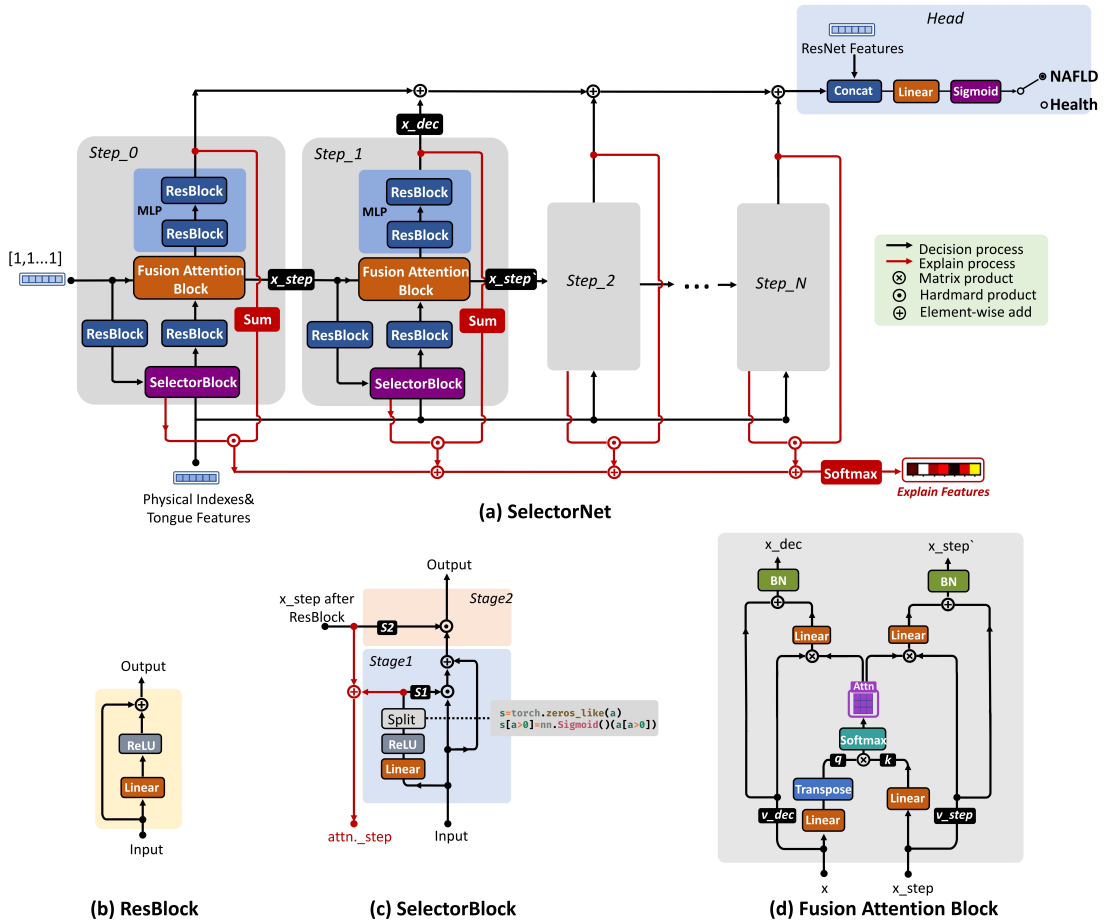 Head
ResNet Features
Concat
Linear
Sigmoid
NAFLD
Health
Step_0
ResBlock
MLP
ResBlock
[1,1...1]
Fusion Attention
Block
x_step
ResBlock
ResBlock
Sum
SelectorBlock
x_dec
Step_1
ResBlock
MLP
ResBlock
Fusion Attention
Block
x_step`
ResBlock
ResBlock
Sum
SelectorBlock
Step_2
...
Step_N
Decision process
Explain process
Matrix product
Hardmard product
Element-wise add
Softmax
Explain Features
Physical Indexes&
Tongue Features
(a) SelectorNet
Output
ReLU
Linear
Input
(b) ResBlock
Output
x_step after
ResBlock
Stage2
S2
Stage1
S1
Split
ReLU
Linear
s=torch.zeros_like(a)
s[a>0]=nn.Sigmoid()(a[a>0])
attn._step
Input
(c) SelectorBlock
x_dec
x_step`
BN
BN
Linear
Linear
Attn
Softmax
q
k
Transpose
Linear
Linear
v_dec
v_step
x
x_step
(d) Fusion Attention Block